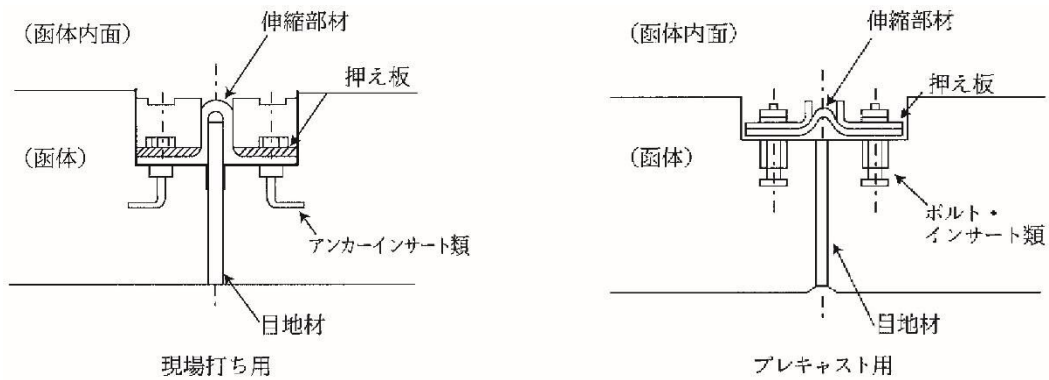 (函体内面)
伸縮部材
押え板
(函体)
アンカーインサート類
目地材
現場打ち用
(函体内面)
伸縮部材
押え板
(函体)
ボルト・
インサート類
目地材
プレキャスト用